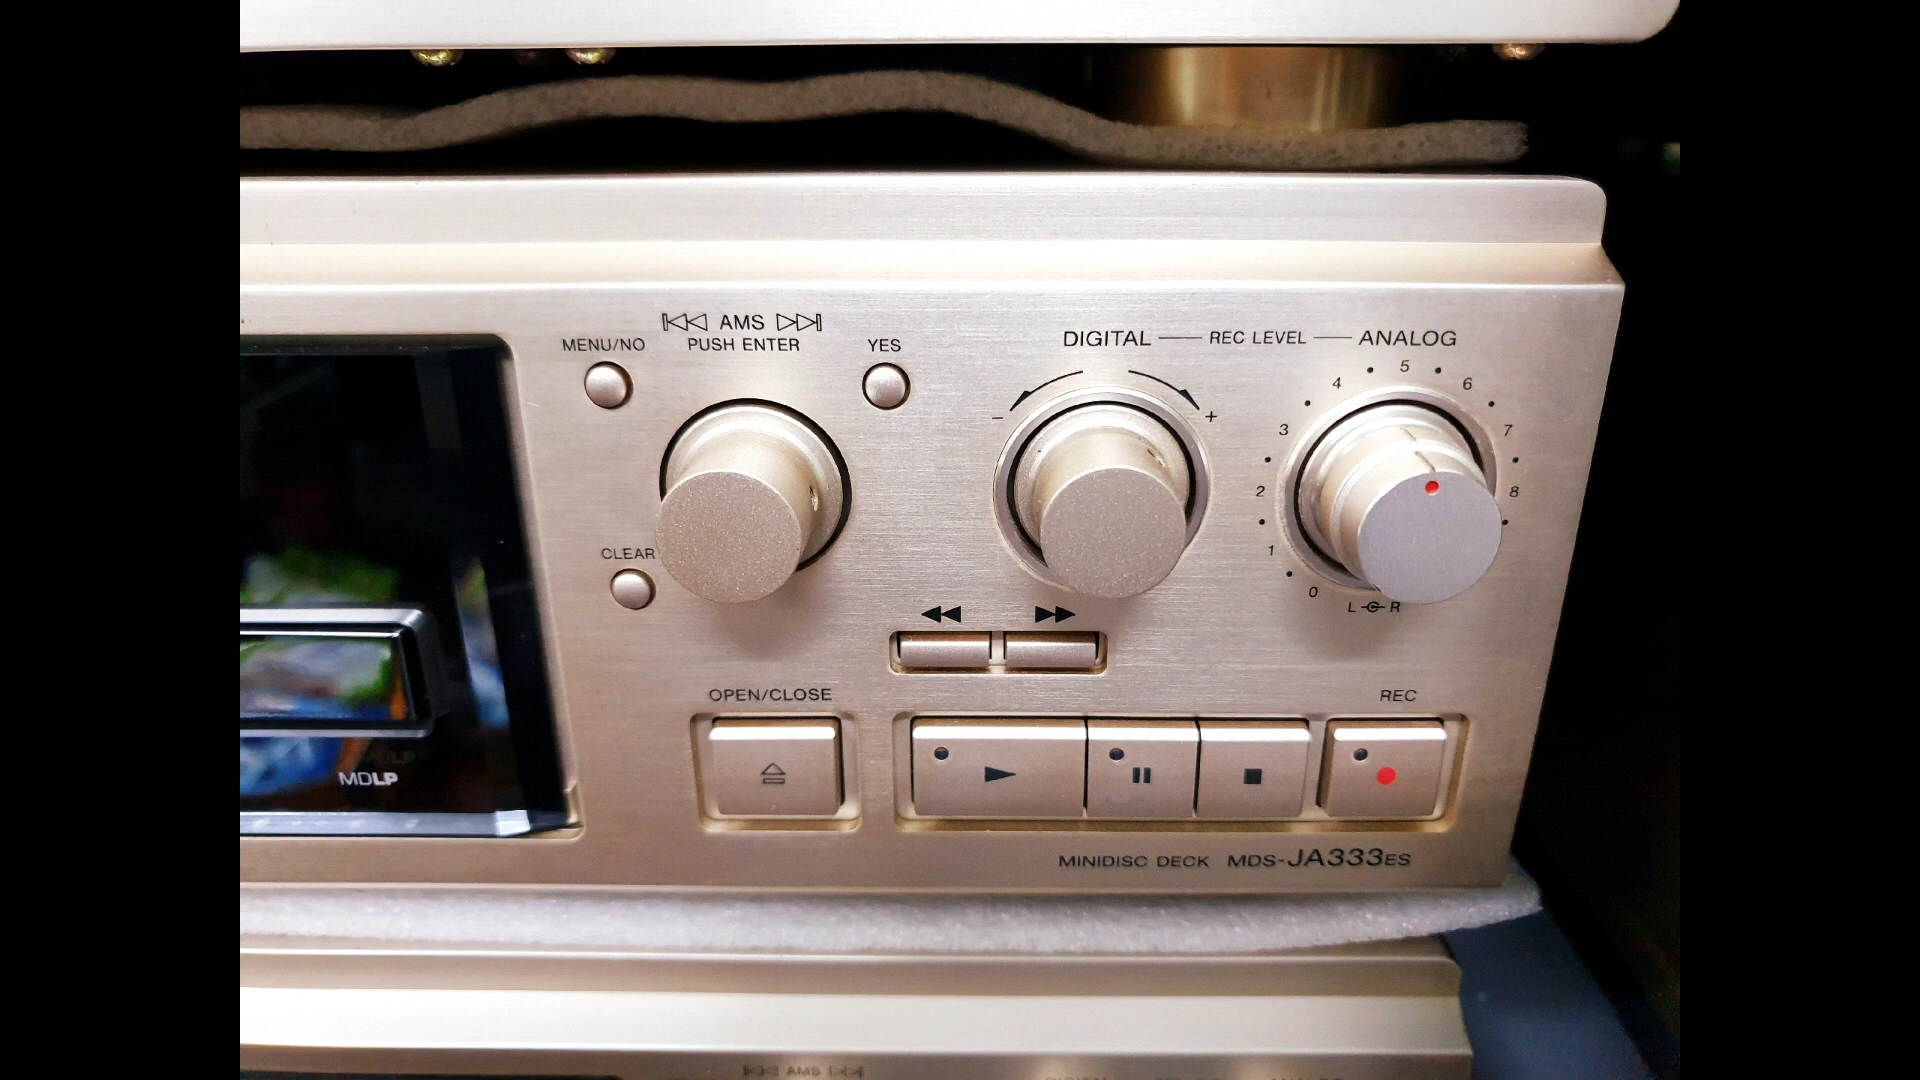 AMS
MENU/NO PUSH ENTER YES
DIGITAL REC LEVEL ANALOG
- +
0 1 2 3 4 5 6 7 8
CLEAR
L R
OPEN/CLOSE
REC
MDLP
MINIDISC DECK MDS-JA333ES
AMS